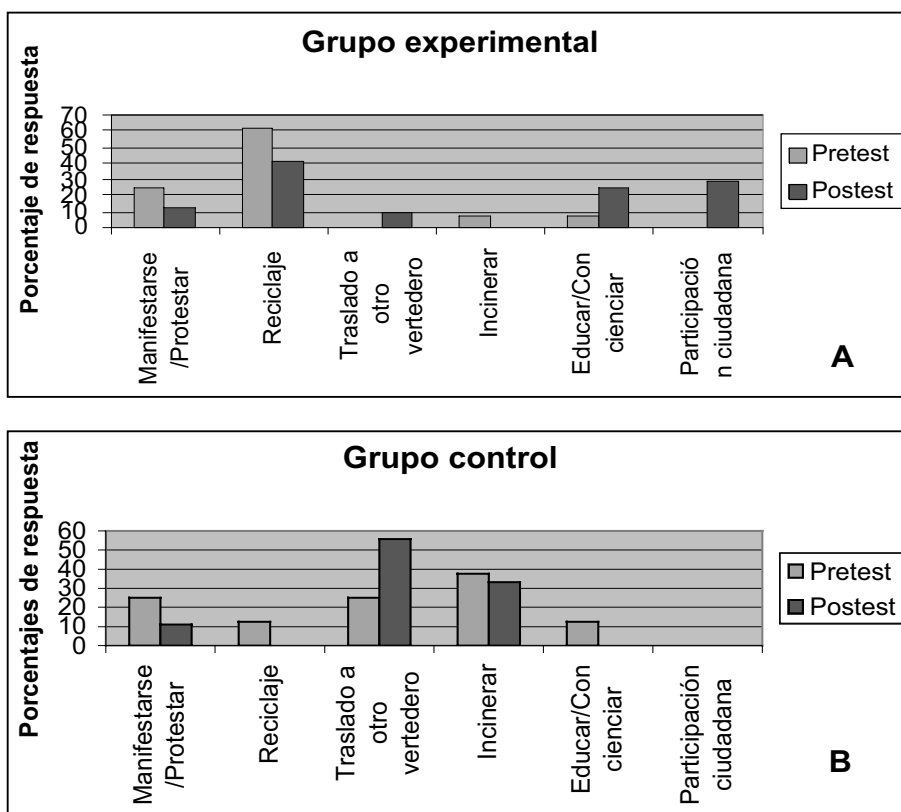 Grupo experimental
Porcentaje de respuesta
70
60
50
40
30
20
10
0
Manifestarse
/Protestar
Reciclaje
Traslado a
otro
vertedero
Incinerar
Educar/Con
cienciar
Participació
n ciudadana
Pretest
Postest
A
Grupo control
Porcentajes de respuesta
60
50
40
30
20
10
0
Manifestarse
/Protestar
Reciclaje
Traslado a
otro
vertedero
Incinerar
Educar/Con
cienciar
Participación
ciudadana
Pretest
Postest
B